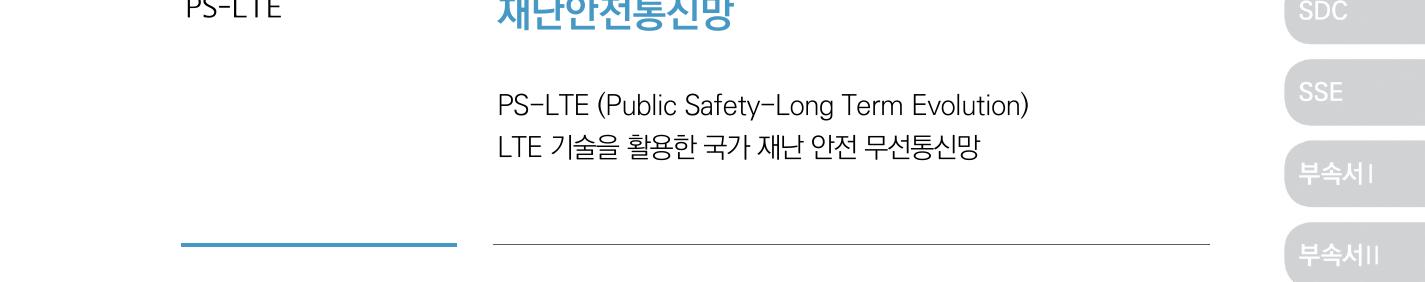 PS-LTE
재난안전통신망
PS-LTE (Public Safety-Long Term Evolution)
LTE 기술을 활용한 국가 재난 안전 무선통신망
SDC
SSE
부속서 I
부속서 II